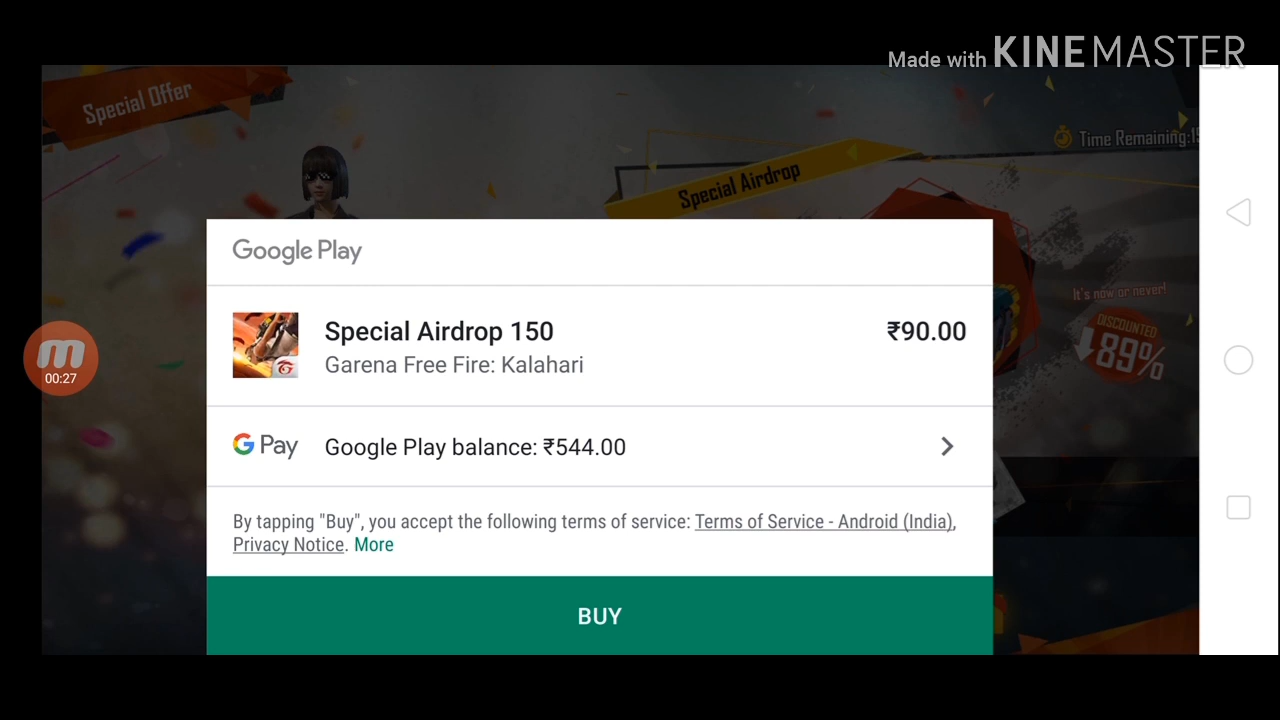 Made with KINEMASTER
Special Offer
Time Remaining:1
Special Airdrop
Google Play
Special Airdrop 150
₹90.00
Garena Free Fire: Kalahari
It's now or never!
DISCOUNTED
89%
m
00:27
G Pay
Google Play balance: ₹544.00
By tapping "Buy", you accept the following terms of service: Terms of Service - Android (India),
Privacy Notice. More
BUY